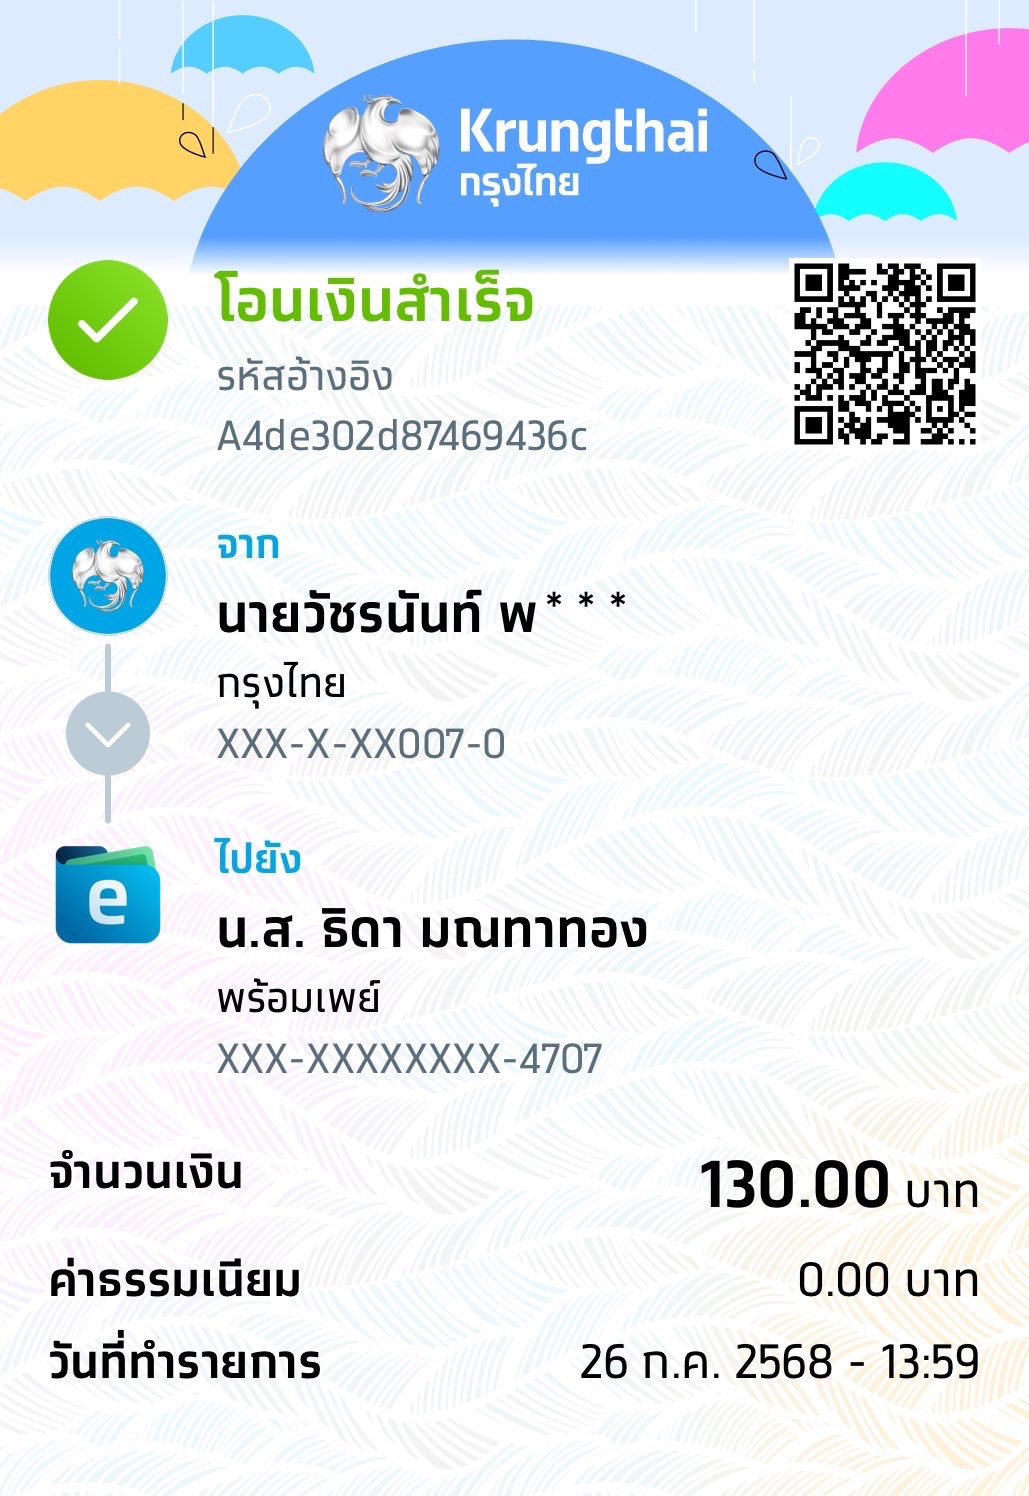 Krungthai
กรุงไทย
โอนเงินสำเร็จ
รหัสอ้างอิง
A4de302d87469436c
จาก
นายวัชรนันท์ พ***
กรุงไทย
XXX-X-XX007-0
e
ไปยัง
น.ส. ธิดา มณฑาทอง
พร้อมเพย์
XXX-XXXXXXXX-4707
จำนวนเงิน 130.00 บาท
ค่าธรรมเนียม 0.00 บาท
วันที่ทำรายการ 26 ก.ค. 2568 - 13:59